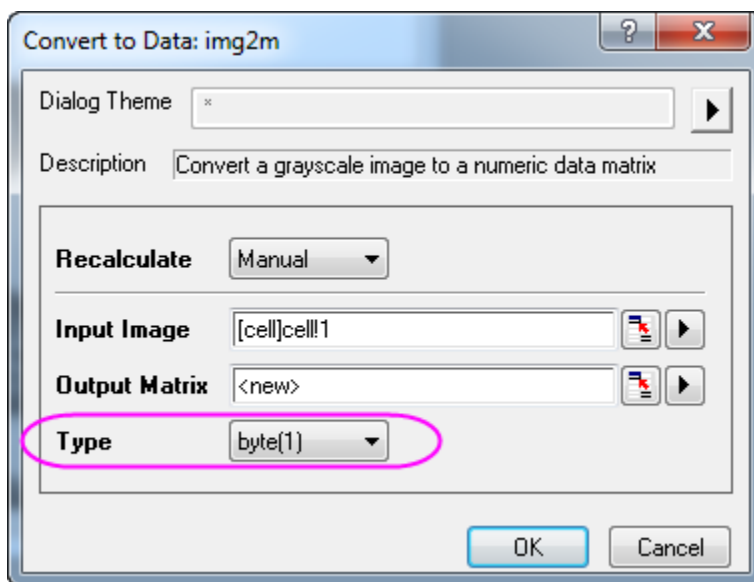 Convert to Data: img2m
Dialog Theme *
Description Convert a grayscale image to a numeric data matrix
Recalculate Manual
Input Image [cell]cell!1
Output Matrix <new>
Type byte(1)
OK Cancel